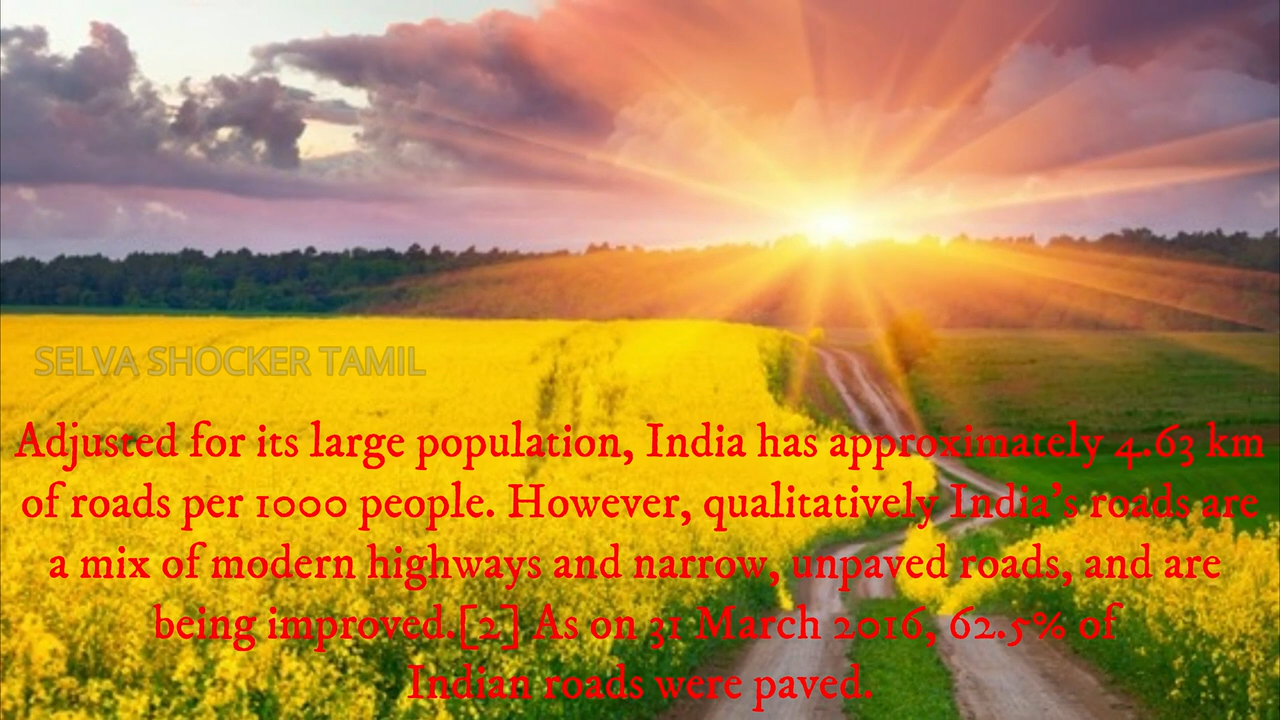 SELVA SHOCKER TAMIL
Adjusted for its large population, India has approximately 4.63 km
of roads per 1000 people. However, qualitatively India's roads are
a mix of modern highways and narrow, unpaved roads, and are
being improved.[2] As on 31 March 2016, 62.5% of
Indian roads were paved.